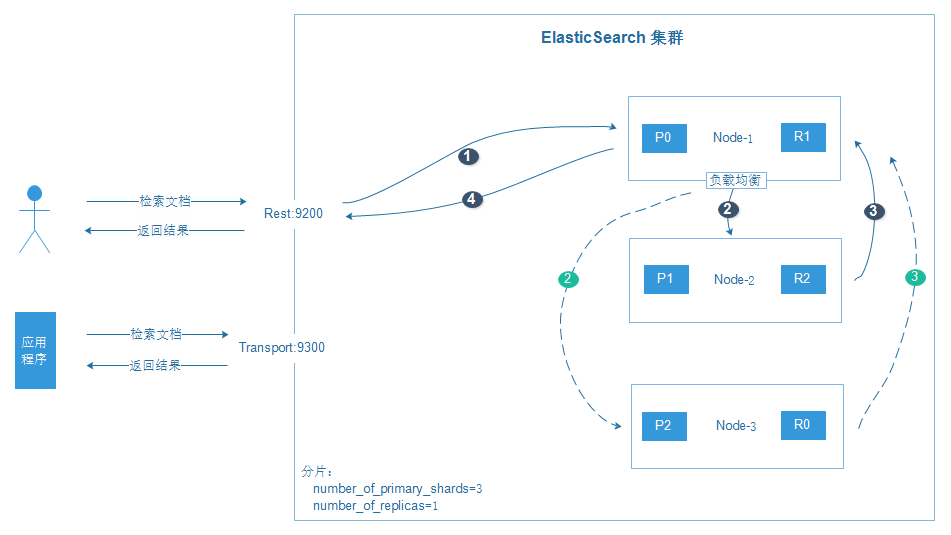 ElasticSearch 集群
P0
Node-1
R1
负载均衡
1
4
2
3
检索文档
返回结果
Rest:9200
P1
Node-2
R2
2
3
应用
程序
检索文档
返回结果
Transport:9300
P2
Node-3
R0
分片：
number_of_primary_shards=3
number_of_replicas=1